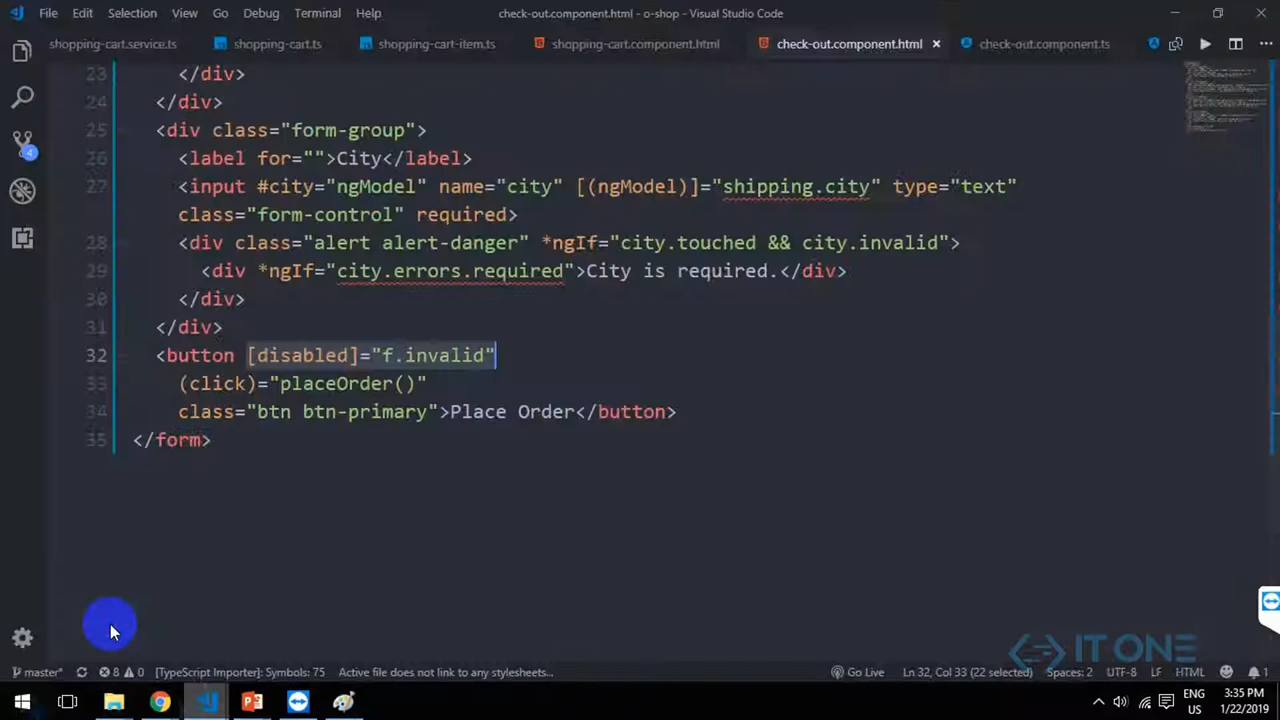 File Edit Selection View Go Debug Terminal Help check-out.component.html - o-shop - Visual Studio Code
shopping-cart.service.ts shopping-cart.ts shopping-cart-item.ts shopping-cart.component.html check-out.component.html × check-out.component.ts
23 </div>
24 </div>
25 <div class="form-group">
26 <label for="">City</label>
27 <input #city="ngModel" name="city" [(ngModel)]="shipping.city" type="text"
class="form-control" required>
28 <div class="alert alert-danger" *ngIf="city.touched && city.invalid">
29 <div *ngIf="city.errors.required">City is required.</div>
30 </div>
31 </div>
32 <button [disabled]="f.invalid"
33 (click)="placeOrder()"
34 class="btn btn-primary">Place Order</button>
35 </form>
4
IT ONE
master* 8 0 [TypeScript Importer]: Symbols: 75 Active file does not link to any stylesheets... Go Live Ln 32, Col 33 (22 selected) Spaces: 2 UTF-8 LF HTML 1
ENG 3:35 PM
US 1/22/2019